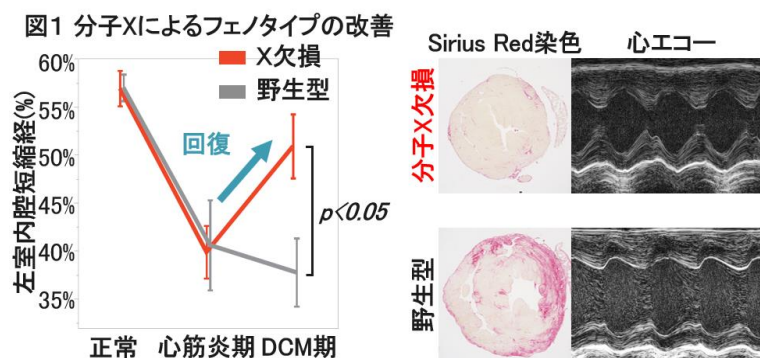 図1 分子Xによるフェノタイプの改善
X欠損
野生型
60%
55%
50%
45%
40%
35%
左室内腔短縮経(%)
回復
p<0.05
正常 心筋炎期 DCM期
Sirius Red染色 心エコー
分子X欠損
野生型